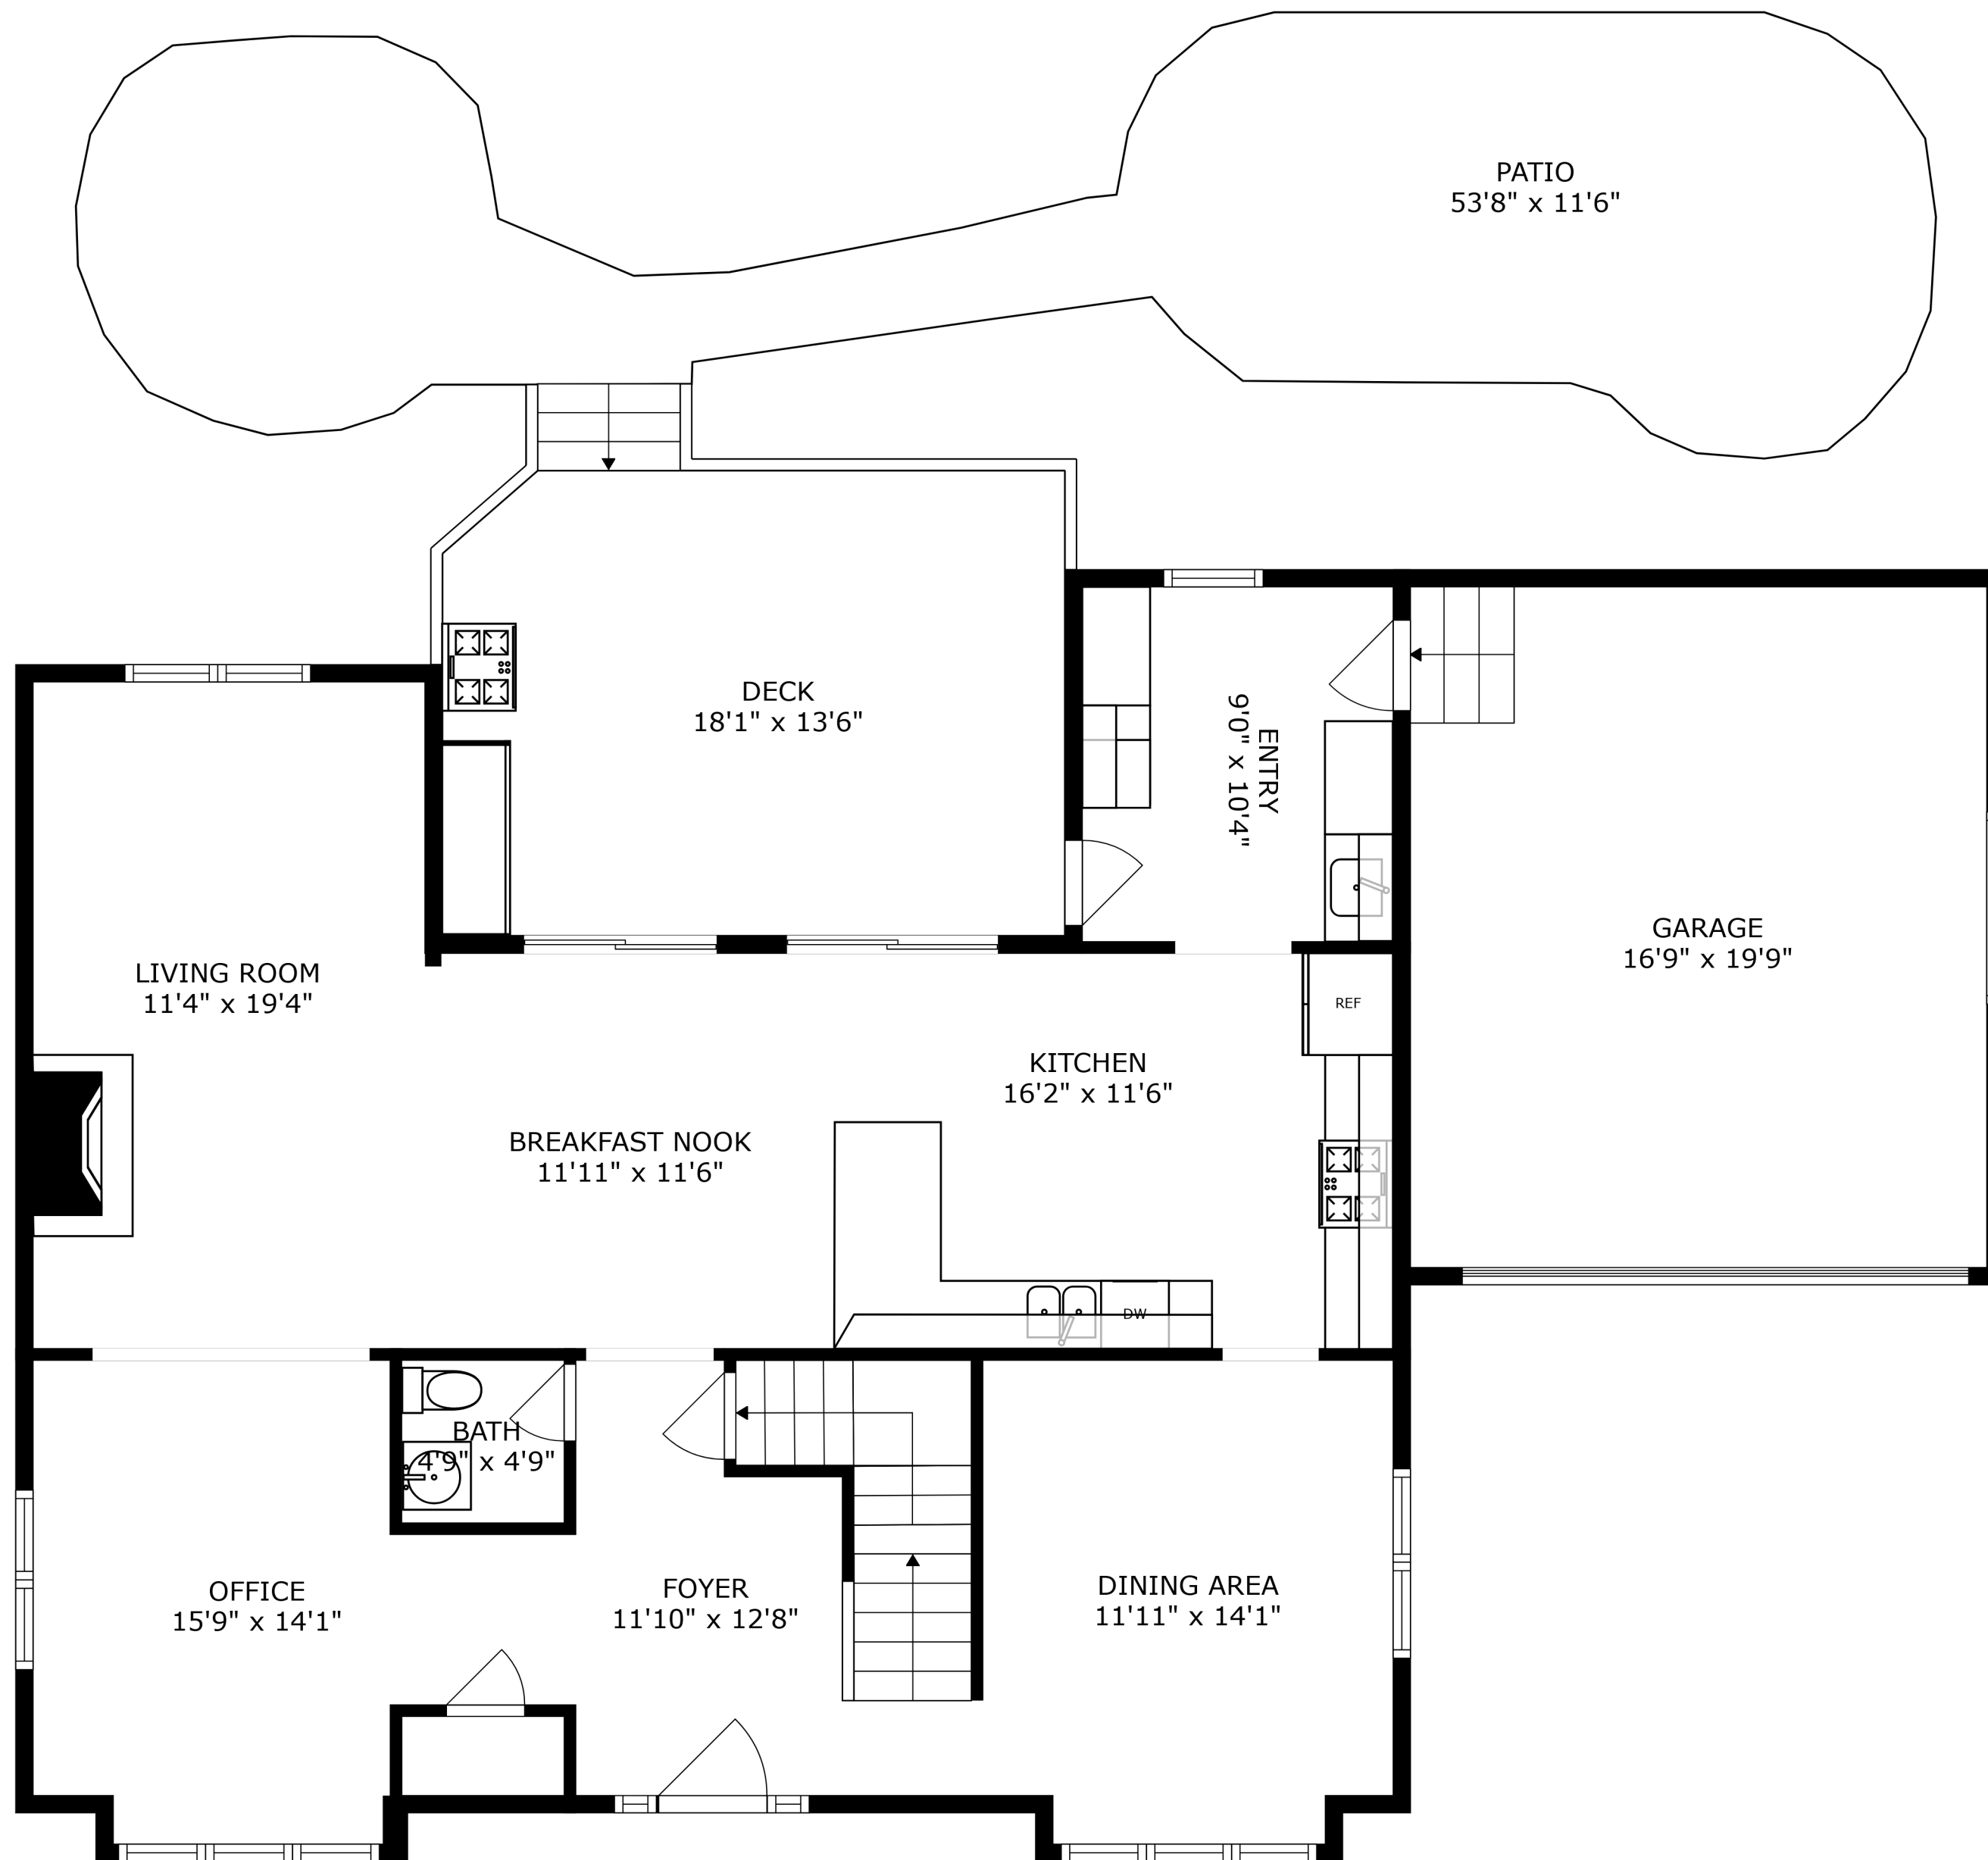 PATIO
53'8" x 11'6"
DECK
18'1" x 13'6"
ENTRY
9'0" x 10'4"
GARAGE
16'9" x 19'9"
LIVING ROOM
11'4" x 19'4"
REF
KITCHEN
16'2" x 11'6"
BREAKFAST NOOK
11'11" x 11'6"
DW
BATH
4'9" x 4'9"
OFFICE
15'9" x 14'1"
FOYER
11'10" x 12'8"
DINING AREA
11'11" x 14'1"